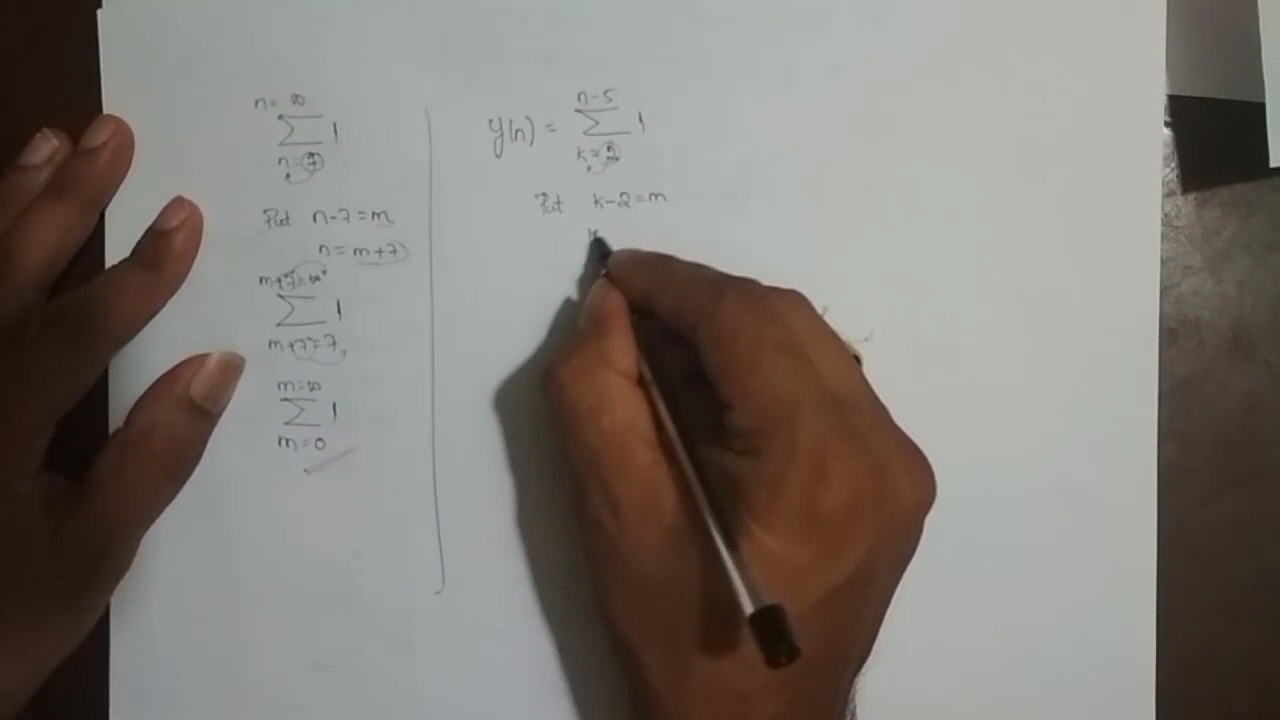 n= ∞
∑ 1
n=7
Put n-7=m
n=m+7
m+7=∞
∑ 1
m+7=7
m=∞
∑ 1
m=0
n-5
y(n) = ∑ 1
k=2
Put k-2=m
k